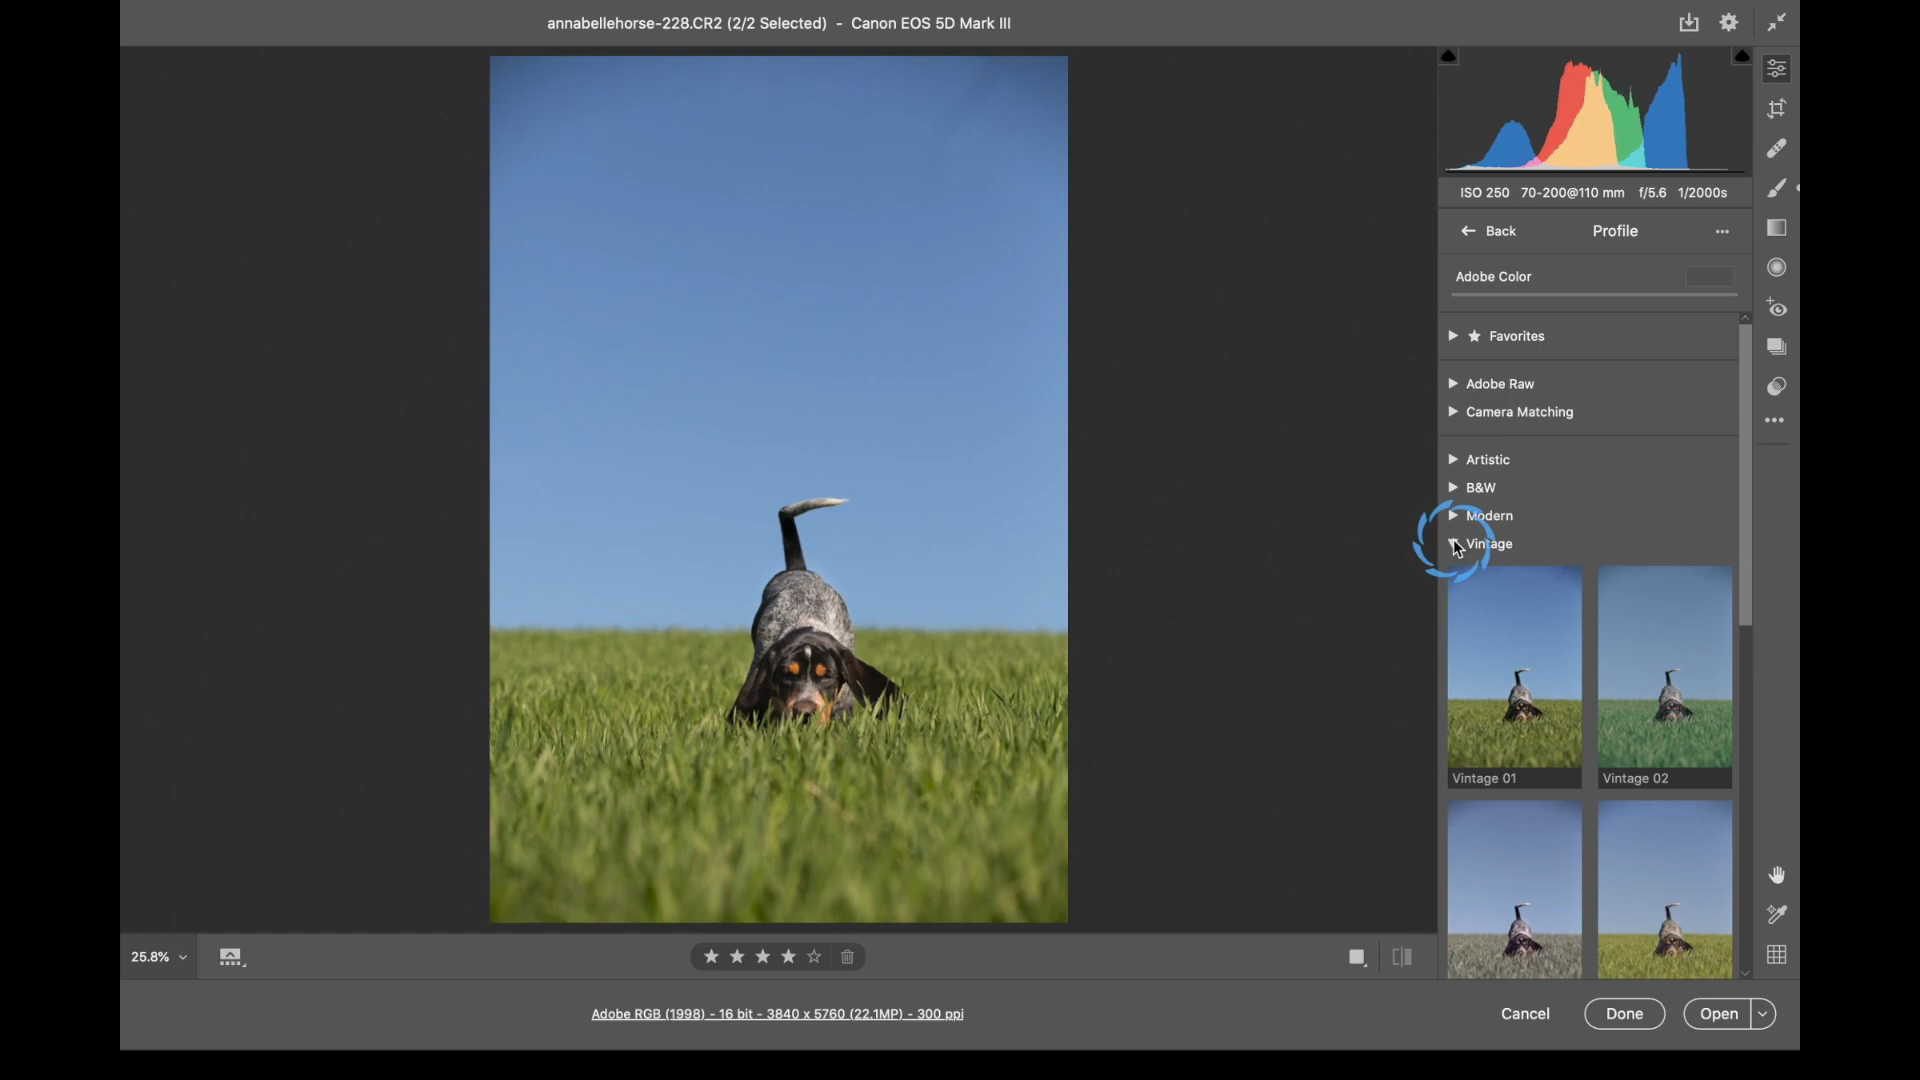 annabellehorse-228.CR2 (2/2 Selected) - Canon EOS 5D Mark III
ISO 250 70-200@110 mm f/5.6 1/2000s
Back Profile
Adobe Color
Favorites
Adobe Raw
Camera Matching
Artistic
B&W
Modern
Vintage
Vintage 01 Vintage 02
25.8%
Adobe RGB (1998) - 16 bit - 3840 x 5760 (22.1MP) - 300 ppi
Cancel Done Open